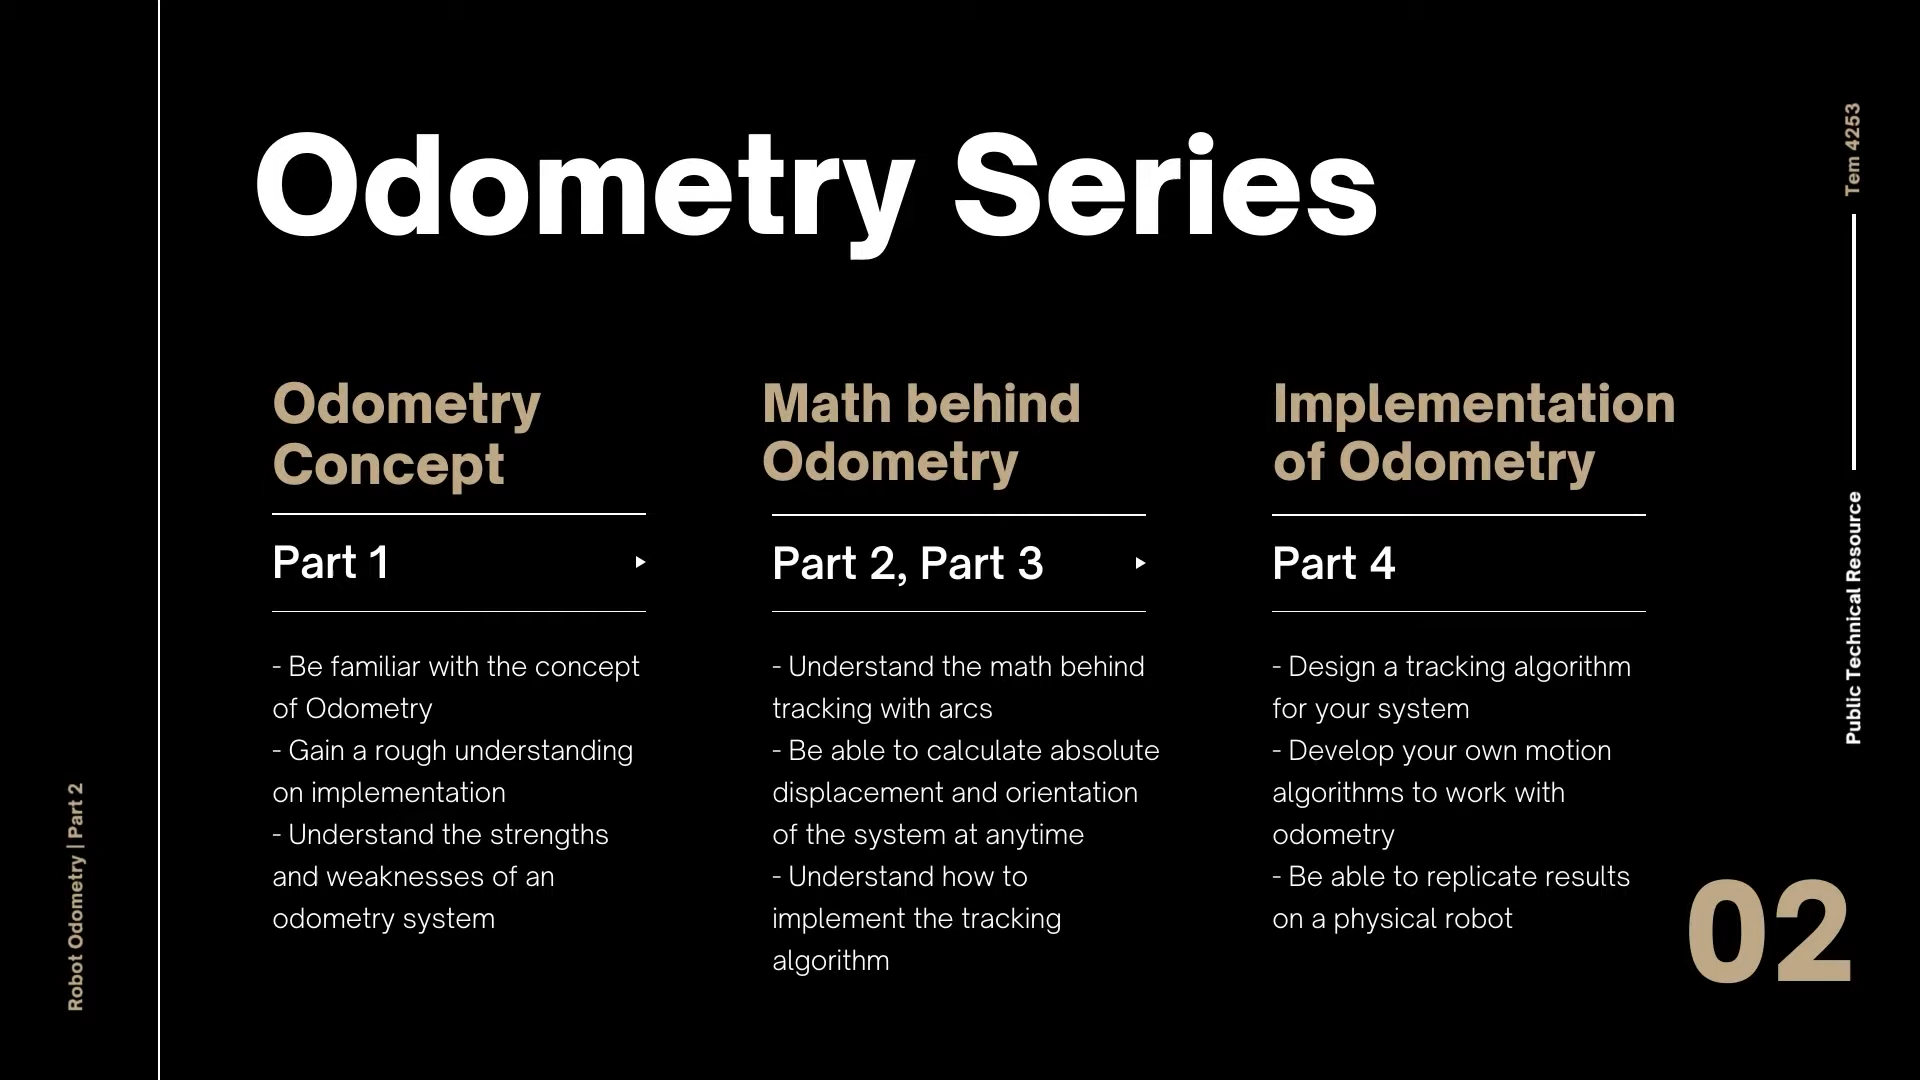 Odometry Series
Odometry
Concept
Part 1
- Be familiar with the concept
of Odometry
- Gain a rough understanding
on implementation
- Understand the strengths
and weaknesses of an
odometry system
Math behind
Odometry
Part 2, Part 3
- Understand the math behind
tracking with arcs
- Be able to calculate absolute
displacement and orientation
of the system at anytime
- Understand how to
implement the tracking
algorithm
Implementation
of Odometry
Part 4
- Design a tracking algorithm
for your system
- Develop your own motion
algorithms to work with
odometry
- Be able to replicate results
on a physical robot
02
Robot Odometry | Part 2
Tem 4253
Public Technical Resource